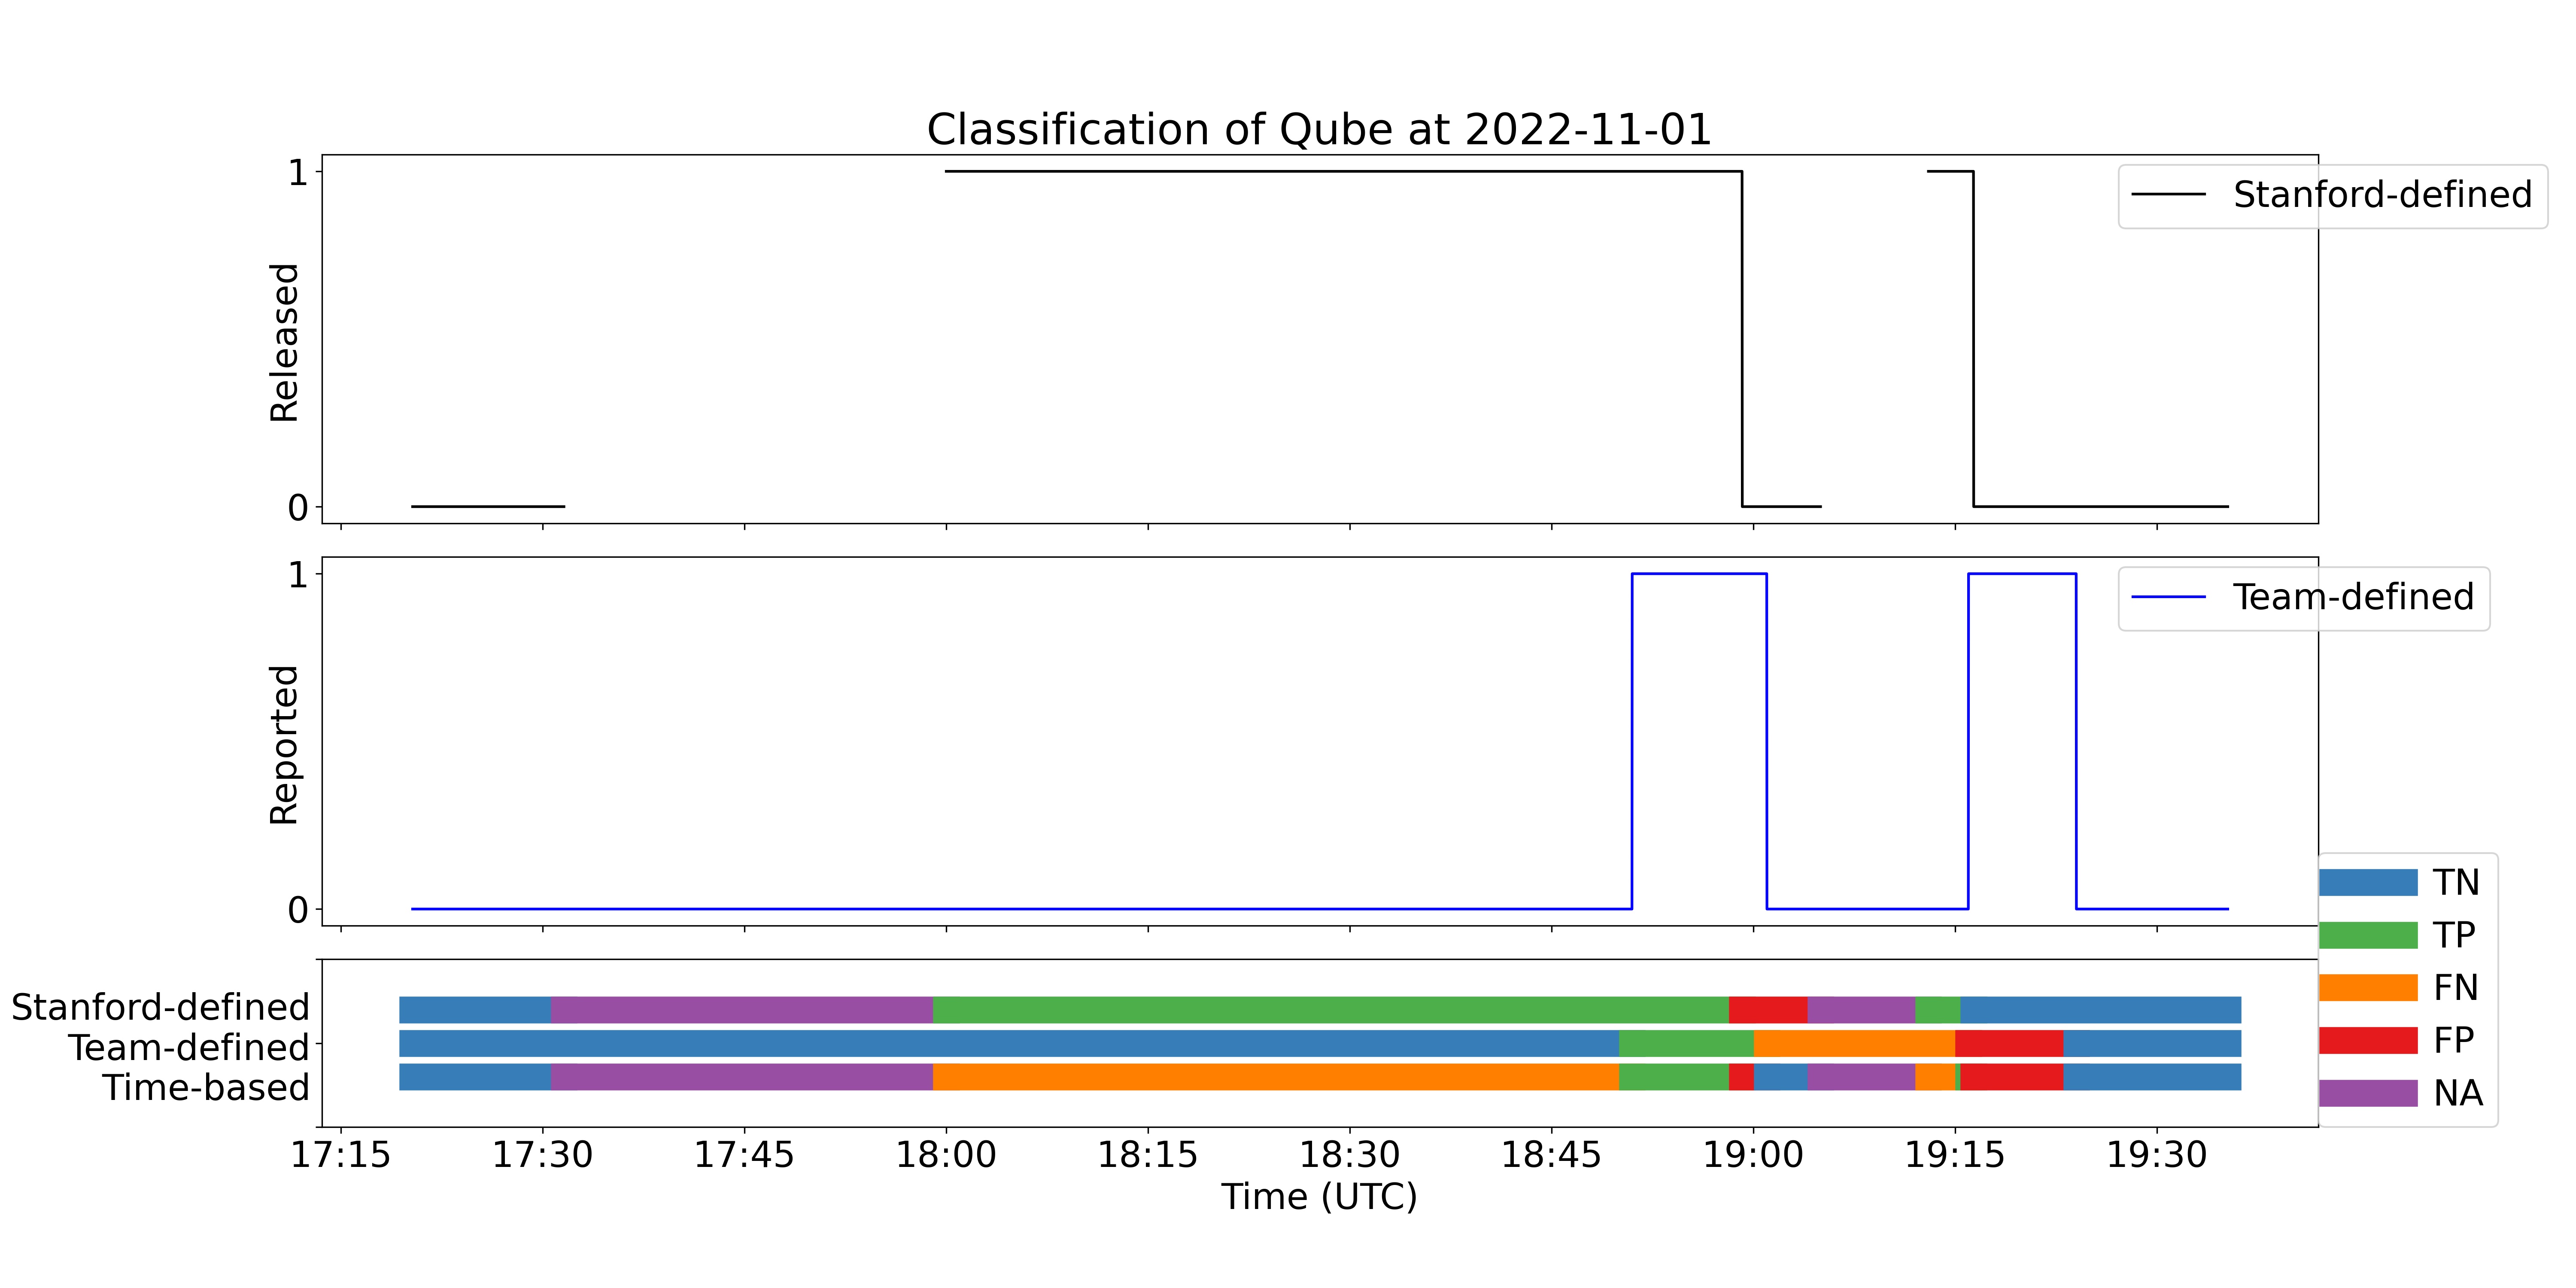 Classification of Qube at 2022-11-01
1
0
Released
Stanford-defined
1
0
Reported
Team-defined
TN
TP
FN
FP
NA
Stanford-defined
Team-defined
Time-based
17:15 17:30 17:45 18:00 18:15 18:30 18:45 19:00 19:15 19:30
Time (UTC)